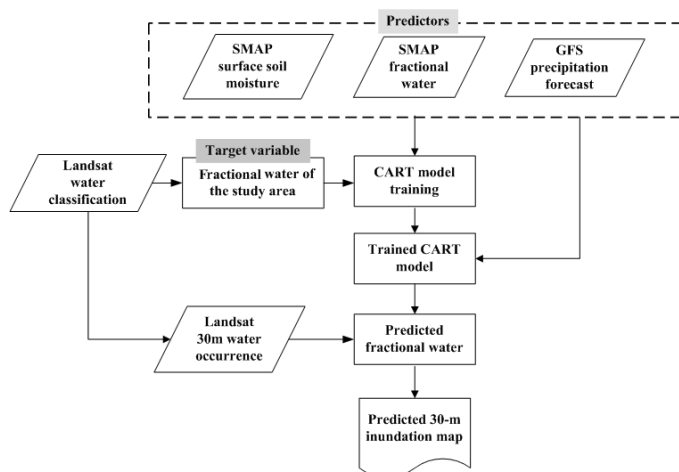 Predictors
SMAP
surface soil
moisture
SMAP
fractional
water
GFS
precipitation
forecast
Landsat
water
classification
Target variable
Fractional water of
the study area
CART model
training
Trained CART
model
Landsat
30m water
occurrence
Predicted
fractional water
Predicted 30-m
inundation map